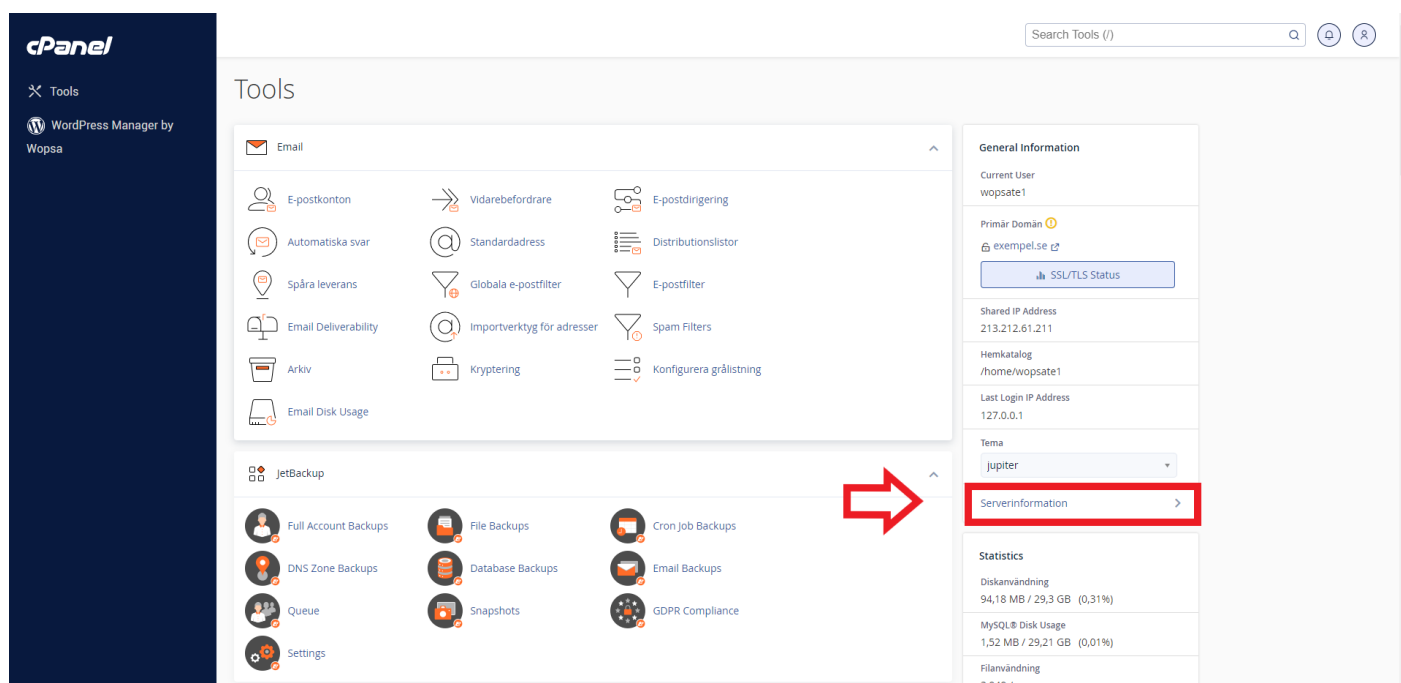 cPanel
Search Tools (/)
Tools
WordPress Manager by
Wopsa
Tools
Email
E-postkonton
Vidarebefordrare
E-postdirigering
Automatiska svar
Standardadress
Distributionslistor
Spåra leverans
Globala e-postfilter
E-postfilter
Email Deliverability
Importverktyg för adresser
Spam Filters
Arkiv
Kryptering
Konfigurera grålistning
Email Disk Usage
JetBackup
Full Account Backups
File Backups
Cron Job Backups
DNS Zone Backups
Database Backups
Email Backups
Queue
Snapshots
GDPR Compliance
Settings
General Information
Current User
wopsate1
Primär Domän
exempel.se
SSL/TLS Status
Shared IP Address
213.212.61.211
Hemkatalog
/home/wopsate1
Last Login IP Address
127.0.0.1
Tema
jupiter
Serverinformation
Statistics
Diskanvändning
94,18 MB / 29,3 GB (0,31%)
MySQL® Disk Usage
1,52 MB / 29,21 GB (0,01%)
Filanvändning